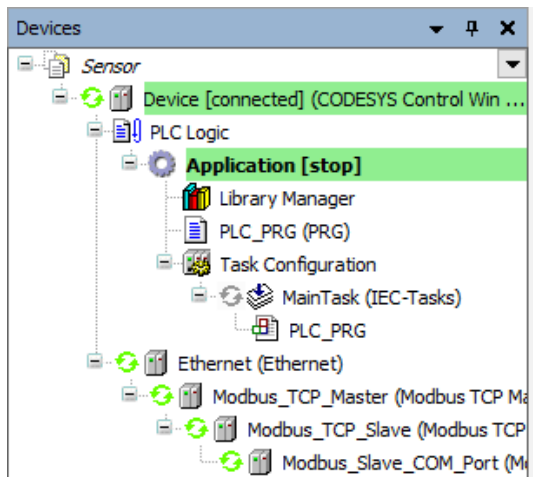 Devices
Sensor
Device [connected] (CODESYS Control Win ...
PLC Logic
Application [stop]
Library Manager
PLC_PRG (PRG)
Task Configuration
MainTask (IEC-Tasks)
PLC_PRG
Ethernet (Ethernet)
Modbus_TCP_Master (Modbus TCP Ma
Modbus_TCP_Slave (Modbus TCP
Modbus_Slave_COM_Port (M